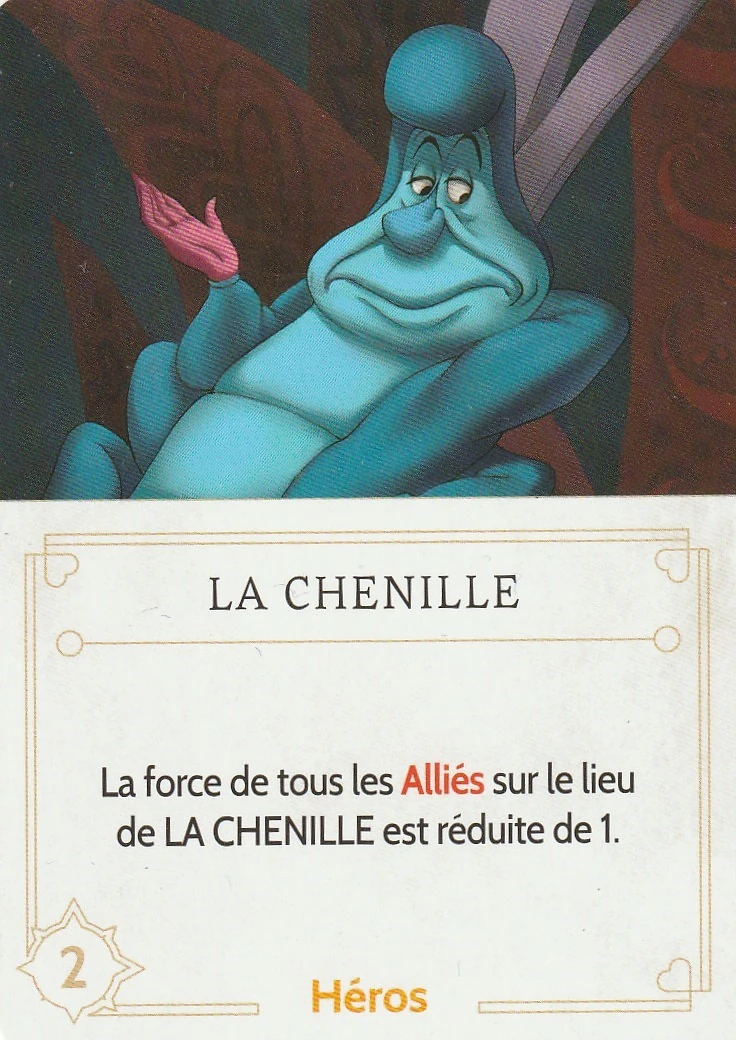 LA CHENILLE
La force de tous les Alliés sur le lieu
de LA CHENILLE est réduite de 1.
2
Héros